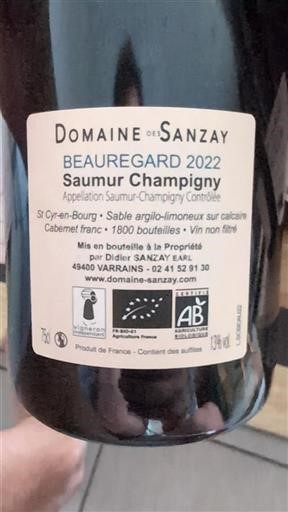 DOMAINE DES SANZAY
BEAUREGARD 2022
Saumur Champigny
Appellation Saumur-Champigny Contrôlée
St Cyr-en-Bourg • Sable argilo-limoneux sur calcaire
Cabernet franc • 1800 bouteilles • Vin non filtré
Mis en bouteille à la Propriété
par Didier SANZAY EARL
49400 VARRAINS - 02 41 52 91 30
www.domaine-sanzay.com
75cl
vigneron
indépendant
FR-BIO-01
Agriculture France
CERTIFIÉ
AB
AGRICULTURE
BIOLOGIQUE
13% vol.
Produit de France - Contient des sulfites